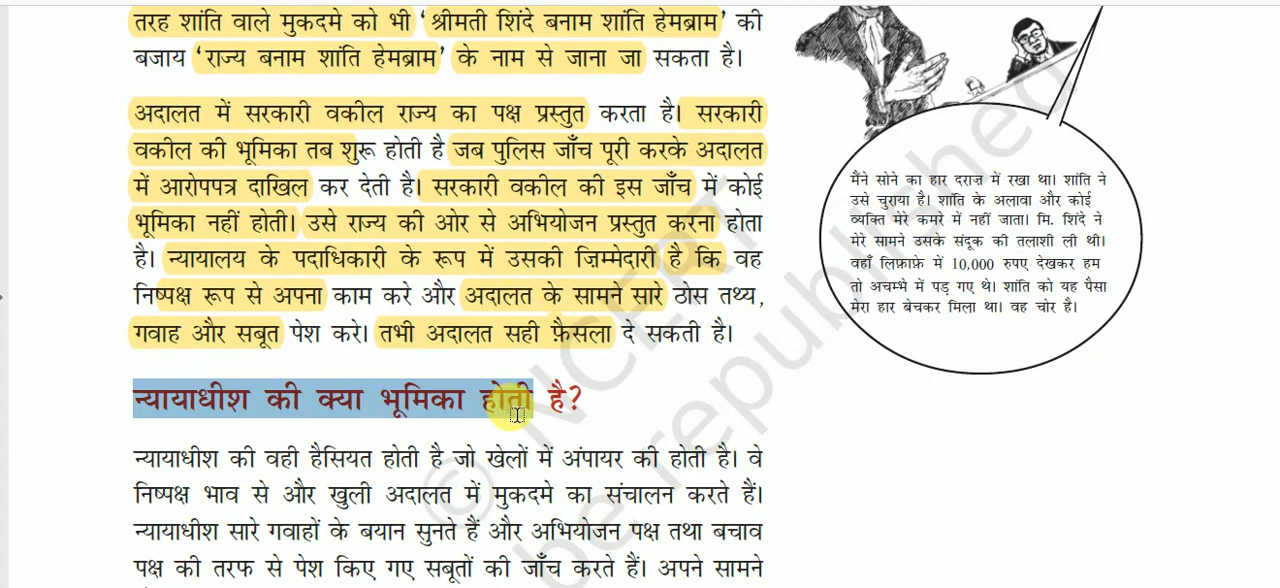 तरह शांति वाले मुकदमे को भी ‘श्रीमती शिंदे बनाम शांति हेमब्राम’ की
बजाय ‘राज्य बनाम शांति हेमब्राम’ के नाम से जाना जा सकता है।
अदालत में सरकारी वकील राज्य का पक्ष प्रस्तुत करता है। सरकारी
वकील की भूमिका तब शुरू होती है जब पुलिस जाँच पूरी करके अदालत
में आरोपपत्र दाखिल कर देती है। सरकारी वकील की इस जाँच में कोई
भूमिका नहीं होती। उसे राज्य की ओर से अभियोजन प्रस्तुत करना होता
है। न्यायालय के पदाधिकारी के रूप में उसकी ज़िम्मेदारी है कि वह
निष्पक्ष रूप से अपना काम करे और अदालत के सामने सारे ठोस तथ्य,
गवाह और सबूत पेश करे। तभी अदालत सही फ़ैसला दे सकती है।
न्यायाधीश की क्या भूमिका होती है?
न्यायाधीश की वही हैसियत होती है जो खेलों में अंपायर की होती है। वे
निष्पक्ष भाव से और खुली अदालत में मुकदमे का संचालन करते हैं।
न्यायाधीश सारे गवाहों के बयान सुनते हैं और अभियोजन पक्ष तथा बचाव
पक्ष की तरफ से पेश किए गए सबूतों की जाँच करते हैं। अपने सामने
मैंने सोने का हार दराज़ में रखा था। शांति ने
उसे चुराया है। शांति के अलावा और कोई
व्यक्ति मेरे कमरे में नहीं जाता। मि. शिंदे ने
मेरे सामने उसके संदूक की तलाशी ली थी।
वहाँ लिफ़ाफ़े में 10,000 रुपए देखकर हम
तो अचम्भे में पड़ गए थे। शांति को यह पैसा
मेरा हार बेचकर मिला था। वह चोर है।
© NCERT
be republished